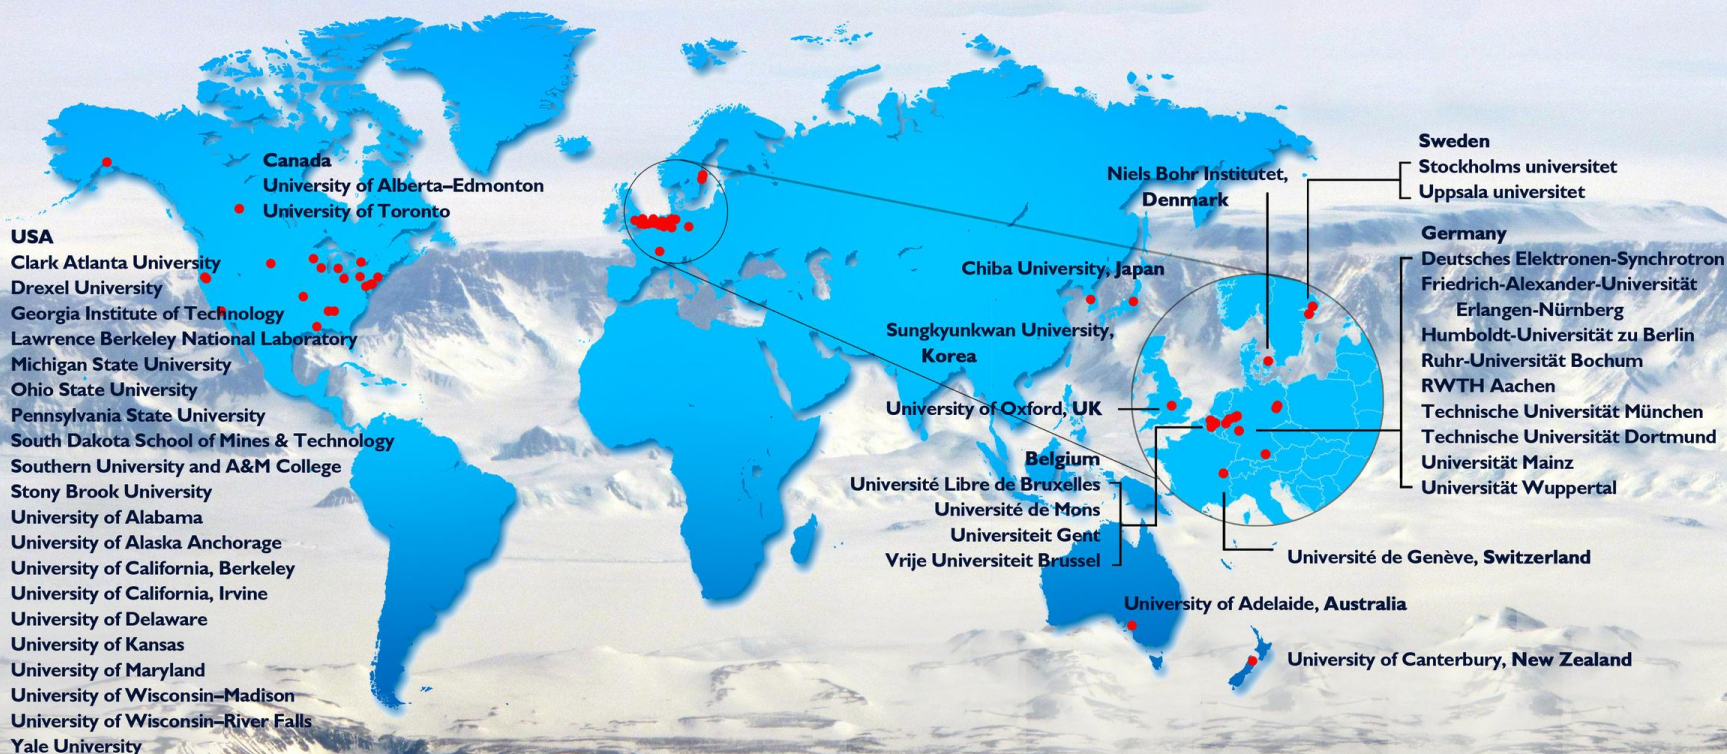 Canada
University of Alberta–Edmonton
University of Toronto
USA
Clark Atlanta University
Drexel University
Georgia Institute of Technology
Lawrence Berkeley National Laboratory
Michigan State University
Ohio State University
Pennsylvania State University
South Dakota School of Mines & Technology
Southern University and A&M College
Stony Brook University
University of Alabama
University of Alaska Anchorage
University of California, Berkeley
University of California, Irvine
University of Delaware
University of Kansas
University of Maryland
University of Wisconsin–Madison
University of Wisconsin–River Falls
Yale University
Niels Bohr Institutet,
Denmark
Chiba University, Japan
Sungkyunkwan University,
Korea
University of Oxford, UK
Belgium
Université Libre de Bruxelles
Université de Mons
Universiteit Gent
Vrije Universiteit Brussel
Sweden
Stockholms universitet
Uppsala universitet
Germany
Deutsches Elektronen-Synchrotron
Friedrich-Alexander-Universität
Erlangen-Nürnberg
Humboldt-Universität zu Berlin
Ruhr-Universität Bochum
RWTH Aachen
Technische Universität München
Technische Universität Dortmund
Universität Mainz
Universität Wuppertal
Université de Genève, Switzerland
University of Adelaide, Australia
University of Canterbury, New Zealand